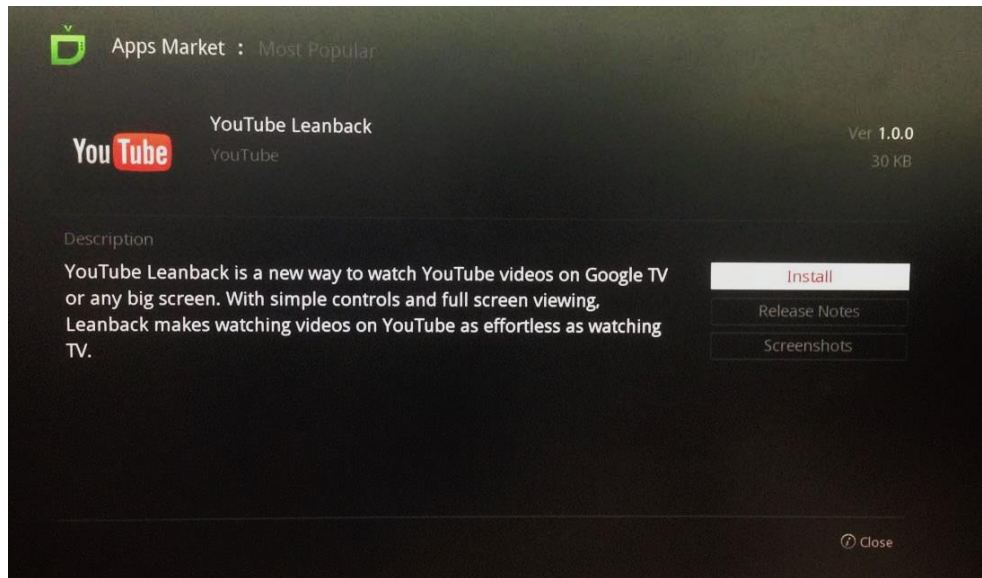 Apps Market : Most Popular
YouTube
YouTube Leanback
YouTube
Ver 1.0.0
30 KB
Description
YouTube Leanback is a new way to watch YouTube videos on Google TV
or any big screen. With simple controls and full screen viewing,
Leanback makes watching videos on YouTube as effortless as watching
TV.
Install
Release Notes
Screenshots
i Close